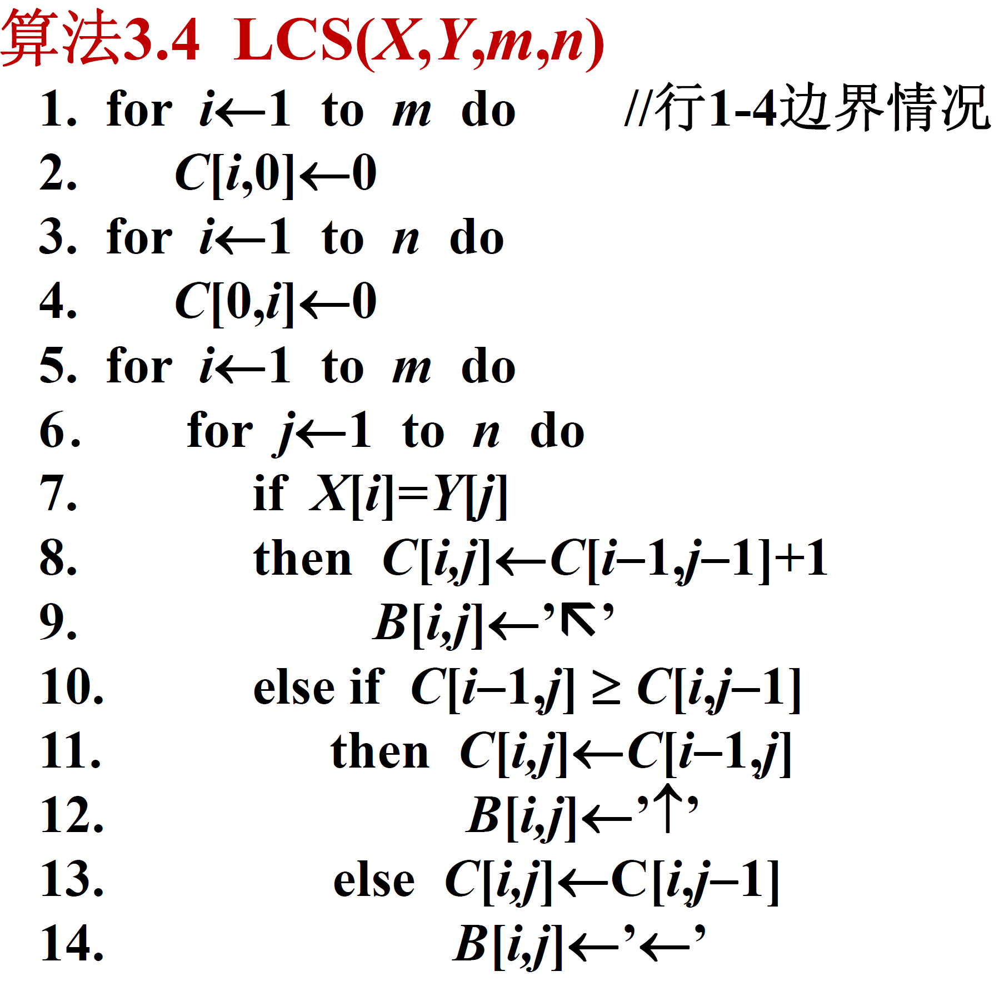 算法3.4 LCS(X,Y,m,n)
1. for i←1 to m do //行1-4边界情况
2. C[i,0]←0
3. for i←1 to n do
4. C[0,i]←0
5. for i←1 to m do
6. for j←1 to n do
7. if X[i]=Y[j]
8. then C[i,j]←C[i–1,j–1]+1
9. B[i,j]←’↖’
10. else if C[i–1,j] ≥ C[i,j–1]
11. then C[i,j]←C[i–1,j]
12. B[i,j]←’↑’
13. else C[i,j]←C[i,j–1]
14. B[i,j]←’←’